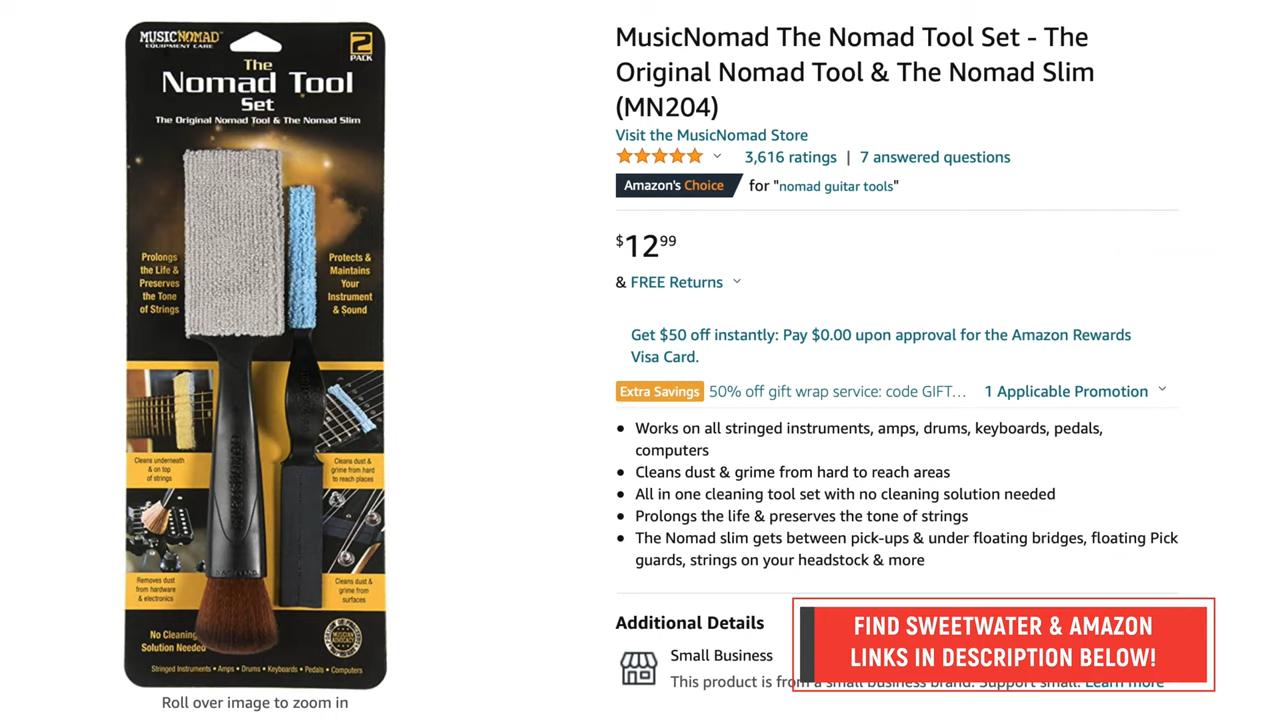 MUSICNOMAD
EQUIPMENT CARE
2
PACK
The
Nomad Tool
Set
The Original Nomad Tool & The Nomad Slim
Prolongs
the Life &
Preserves
the Tone
of Strings
Protects &
Maintains
Your
Instrument
& Sound
Cleans underneath
& on top
of strings
Cleans dust &
grime from hard
to reach places
Removes dust
from hardware
& electronics
Cleans dust &
grime from
surfaces
No Cleaning
Solution Needed
MUSICIAN
ADVOCACY
Stringed Instruments • Amps • Drums • Keyboards • Pedals • Computers
Roll over image to zoom in
MusicNomad The Nomad Tool Set - The
Original Nomad Tool & The Nomad Slim
(MN204)
Visit the MusicNomad Store
3,616 ratings | 7 answered questions
Amazon's Choice for "nomad guitar tools"
$12 99
& FREE Returns
Get $50 off instantly: Pay $0.00 upon approval for the Amazon Rewards
Visa Card.
Extra Savings 50% off gift wrap service: code GIFT… 1 Applicable Promotion
• Works on all stringed instruments, amps, drums, keyboards, pedals,
computers
• Cleans dust & grime from hard to reach areas
• All in one cleaning tool set with no cleaning solution needed
• Prolongs the life & preserves the tone of strings
• The Nomad slim gets between pick-ups & under floating bridges, floating Pick
guards, strings on your headstock & more
Additional Details
Small Business
This product is from a small business brand. Support small. Learn more
FIND SWEETWATER & AMAZON
LINKS IN DESCRIPTION BELOW!